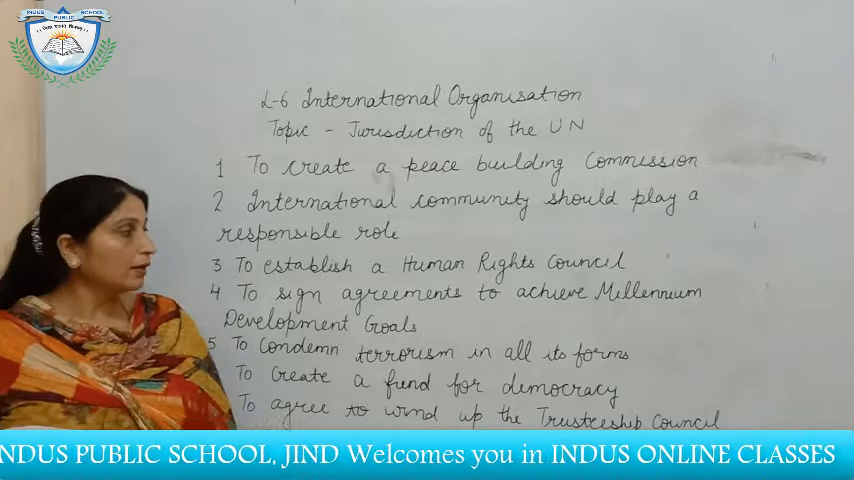 INDUS PUBLIC SCHOOL
L-6 International Organisation
Topic - Jurisdiction of the UN
1 To create a peace building Commission
2 International community should play a
responsible role
3 To establish a Human Rights Council
4 To sign agreements to achieve Millennium
Development Goals
5 To Condemn terrorism in all its forms
To create a fund for democracy
To agree to wind up the Trusteeship Council
NDUS PUBLIC SCHOOL, JIND Welcomes you in INDUS ONLINE CLASSES